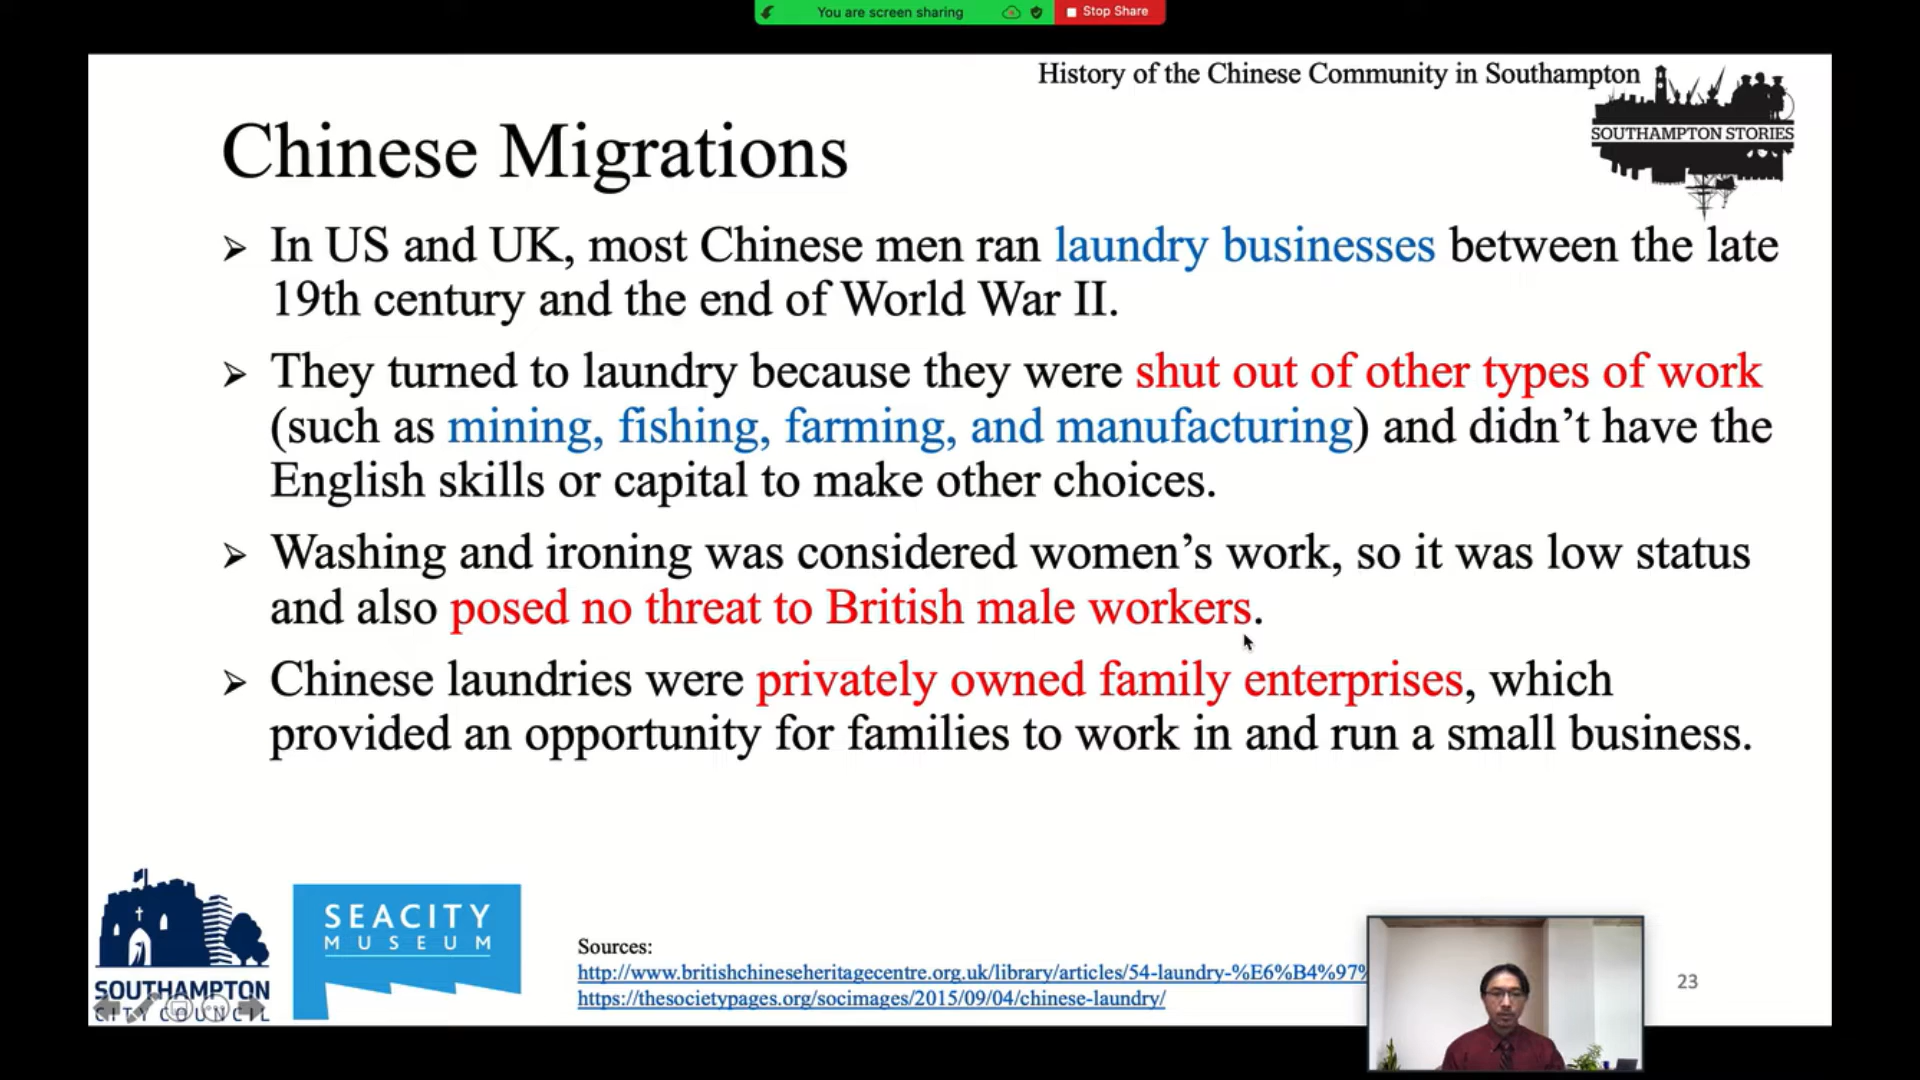 You are screen sharing
Stop Share
History of the Chinese Community in Southampton
SOUTHAMPTON STORIES
Chinese Migrations
➢ In US and UK, most Chinese men ran laundry businesses between the late
19th century and the end of World War II.
➢ They turned to laundry because they were shut out of other types of work
(such as mining, fishing, farming, and manufacturing) and didn’t have the
English skills or capital to make other choices.
➢ Washing and ironing was considered women’s work, so it was low status
and also posed no threat to British male workers.
➢ Chinese laundries were privately owned family enterprises, which
provided an opportunity for families to work in and run a small business.
SOUTHAMPTON
CITY COUNCIL
SEACITY
MUSEUM
Sources:
http://www.britishchineseheritagecentre.org.uk/library/articles/54-laundry-%E6%B4%97%
https://thesocietypages.org/socimages/2015/09/04/chinese-laundry/
23